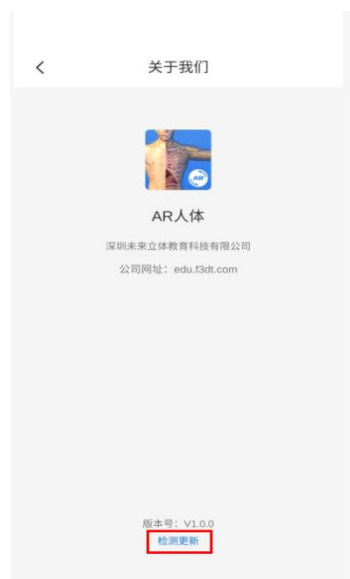 关于我们
AR
AR人体
深圳未来立体教育科技有限公司
公司网址：edu.f3dt.com
版本号：V1.0.0
检测更新